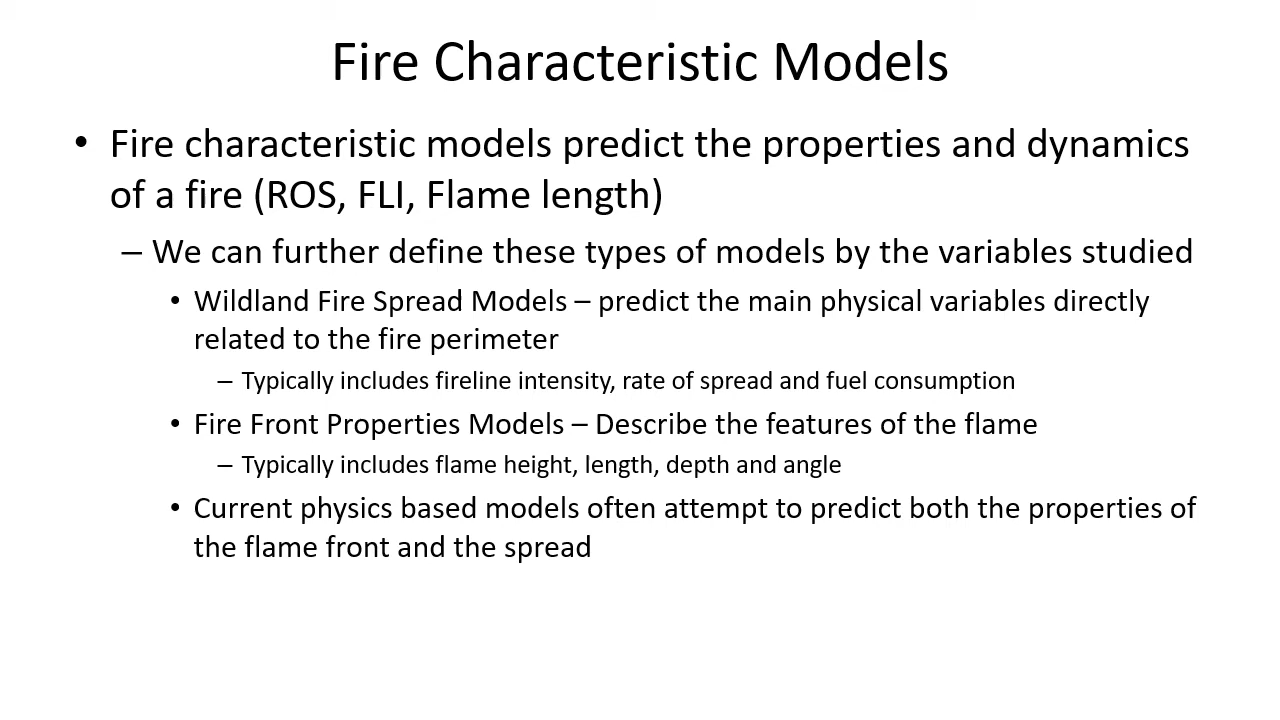 Fire Characteristic Models
• Fire characteristic models predict the properties and dynamics
of a fire (ROS, FLI, Flame length)
– We can further define these types of models by the variables studied
• Wildland Fire Spread Models – predict the main physical variables directly
related to the fire perimeter
– Typically includes fireline intensity, rate of spread and fuel consumption
• Fire Front Properties Models – Describe the features of the flame
– Typically includes flame height, length, depth and angle
• Current physics based models often attempt to predict both the properties of
the flame front and the spread